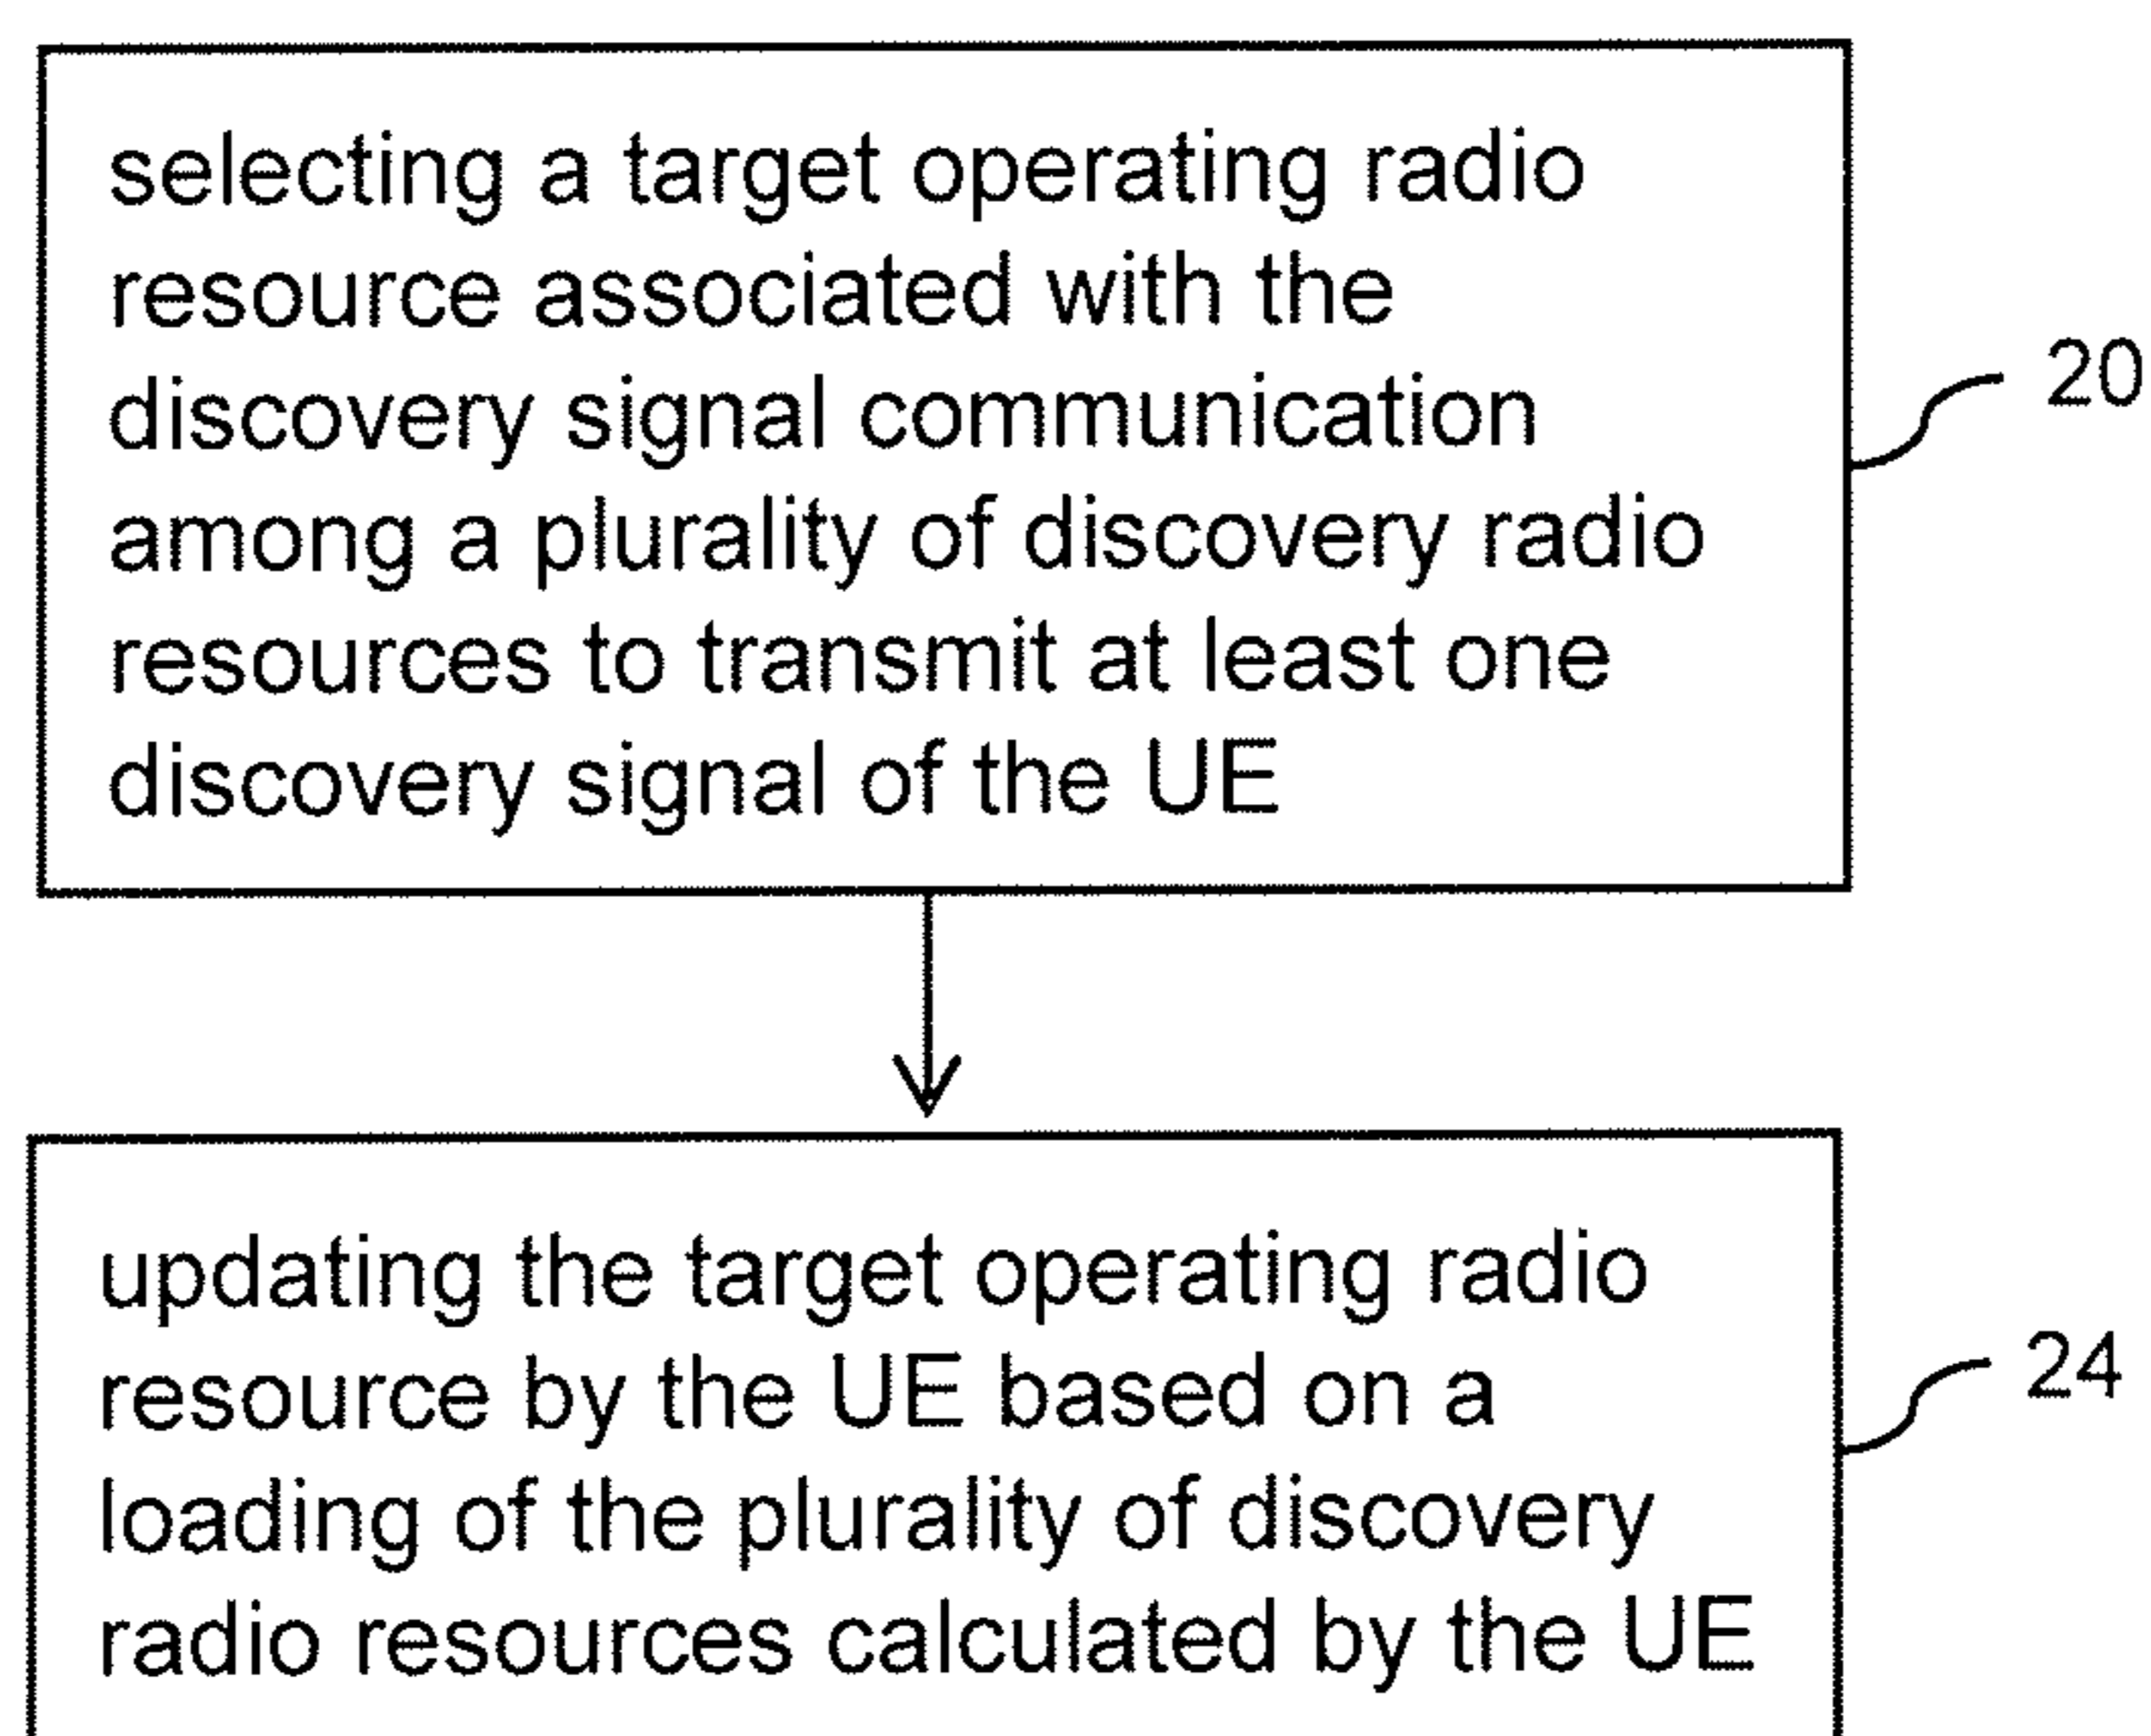 selecting a target operating radio
resource associated with the
discovery signal communication
among a plurality of discovery radio
resources to transmit at least one
discovery signal of the UE
20
updating the target operating radio
resource by the UE based on a
loading of the plurality of discovery
radio resources calculated by the UE
24